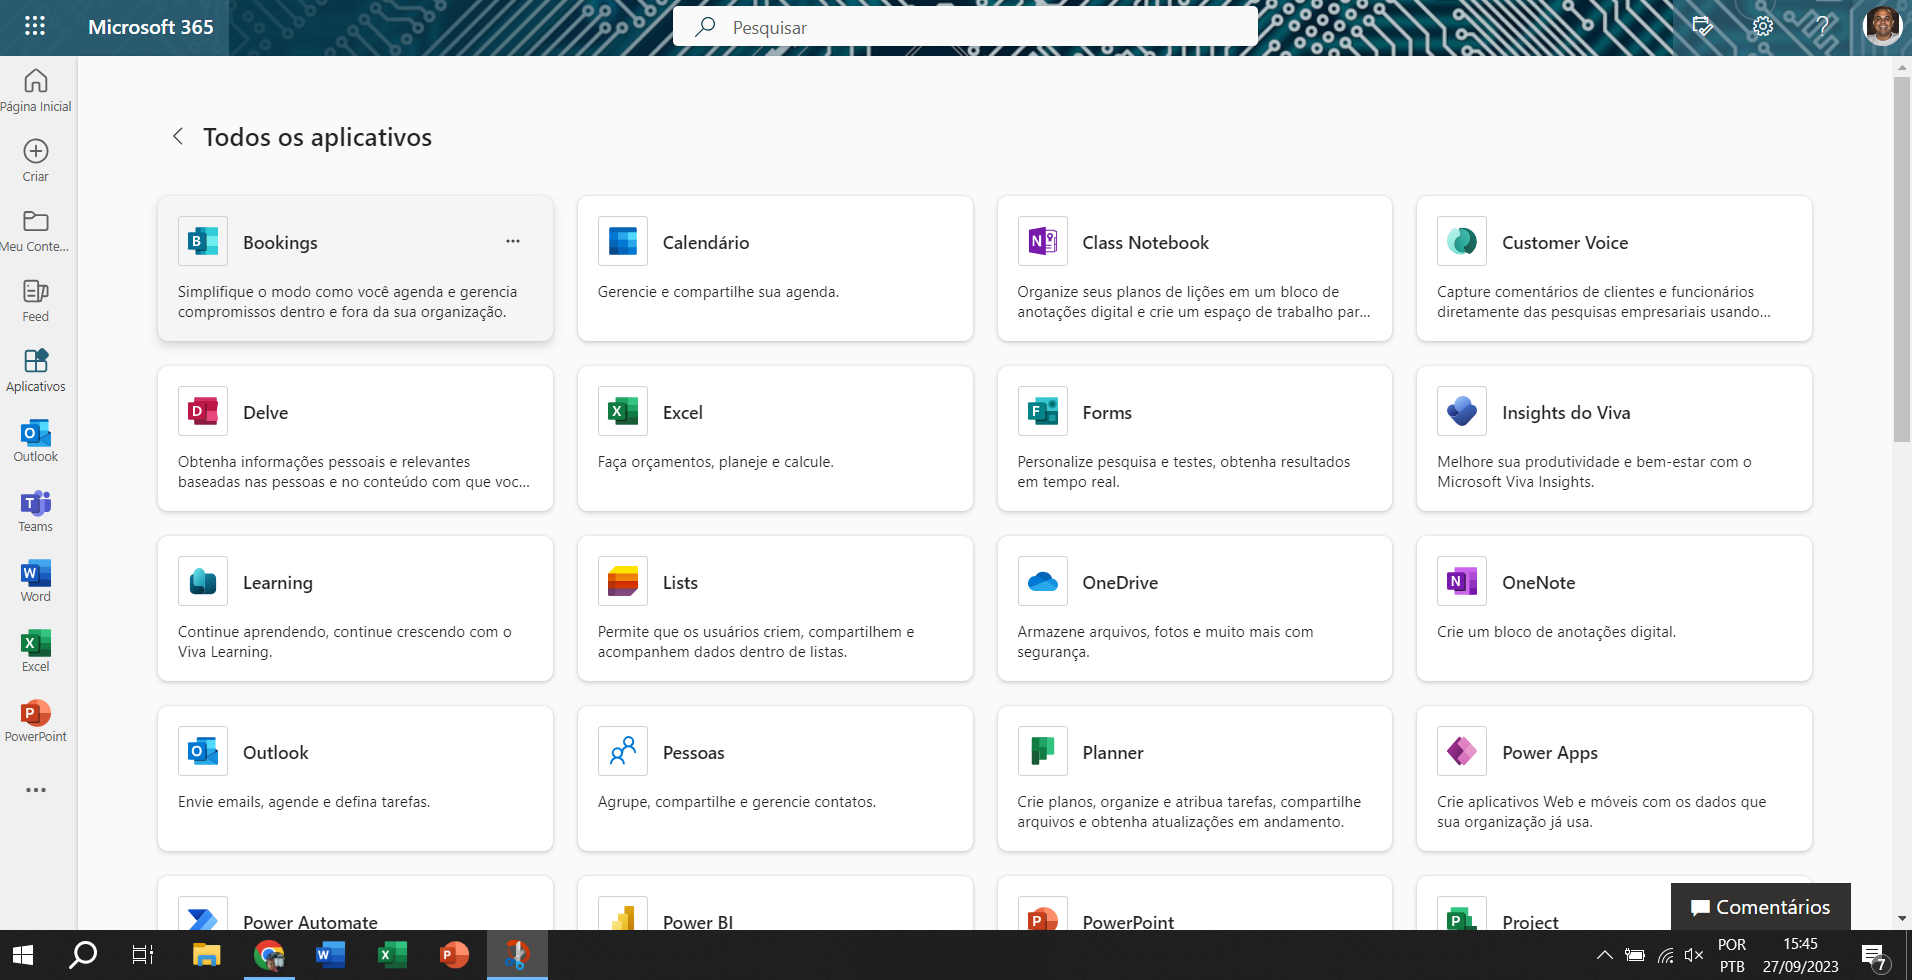 Microsoft 365
Pesquisar
Página Inicial
Criar
Meu Conte...
Feed
Aplicativos
Outlook
Teams
Word
Excel
PowerPoint
Todos os aplicativos
Bookings
Simplifique o modo como você agenda e gerencia
compromissos dentro e fora da sua organização.
Calendário
Gerencie e compartilhe sua agenda.
Class Notebook
Organize seus planos de lições em um bloco de
anotações digital e crie um espaço de trabalho par...
Customer Voice
Capture comentários de clientes e funcionários
diretamente das pesquisas empresariais usando...
Delve
Obtenha informações pessoais e relevantes
baseadas nas pessoas e no conteúdo com que voc...
Excel
Faça orçamentos, planeje e calcule.
Forms
Personalize pesquisa e testes, obtenha resultados
em tempo real.
Insights do Viva
Melhore sua produtividade e bem-estar com o
Microsoft Viva Insights.
Learning
Continue aprendendo, continue crescendo com o
Viva Learning.
Lists
Permite que os usuários criem, compartilhem e
acompanhem dados dentro de listas.
OneDrive
Armazene arquivos, fotos e muito mais com
segurança.
OneNote
Crie um bloco de anotações digital.
Outlook
Envie emails, agende e defina tarefas.
Pessoas
Agrupe, compartilhe e gerencie contatos.
Planner
Crie planos, organize e atribua tarefas, compartilhe
arquivos e obtenha atualizações em andamento.
Power Apps
Crie aplicativos Web e móveis com os dados que
sua organização já usa.
Power Automate
Power BI
PowerPoint
Project
Comentários
POR
PTB
15:45
27/09/2023
7